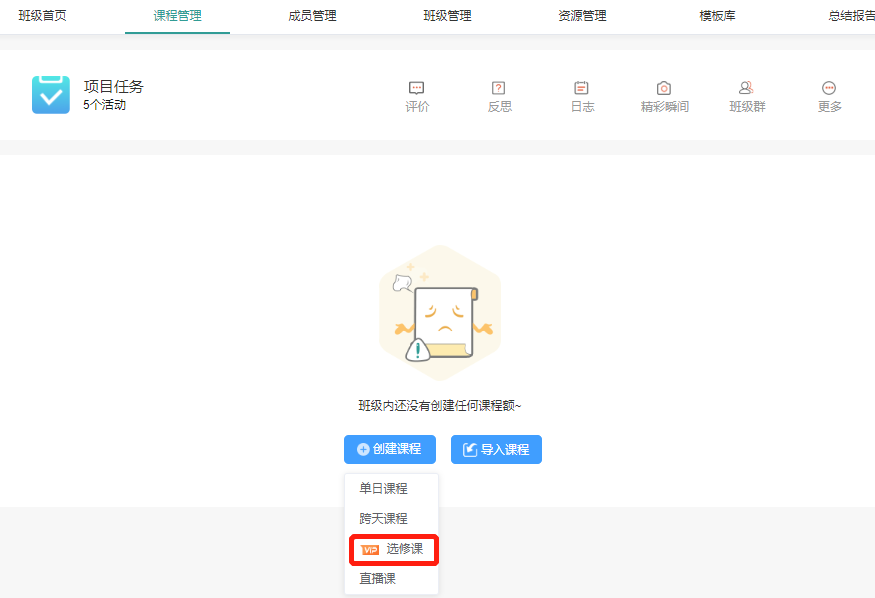 班级首页 课程管理 成员管理 班级管理 资源管理 模板库 总结报告
项目任务
5个活动
评价 反思 日志 精彩瞬间 班级群 更多
班级内还没有创建任何课程额~
创建课程 导入课程
单日课程
跨天课程
VIP 选修课
直播课